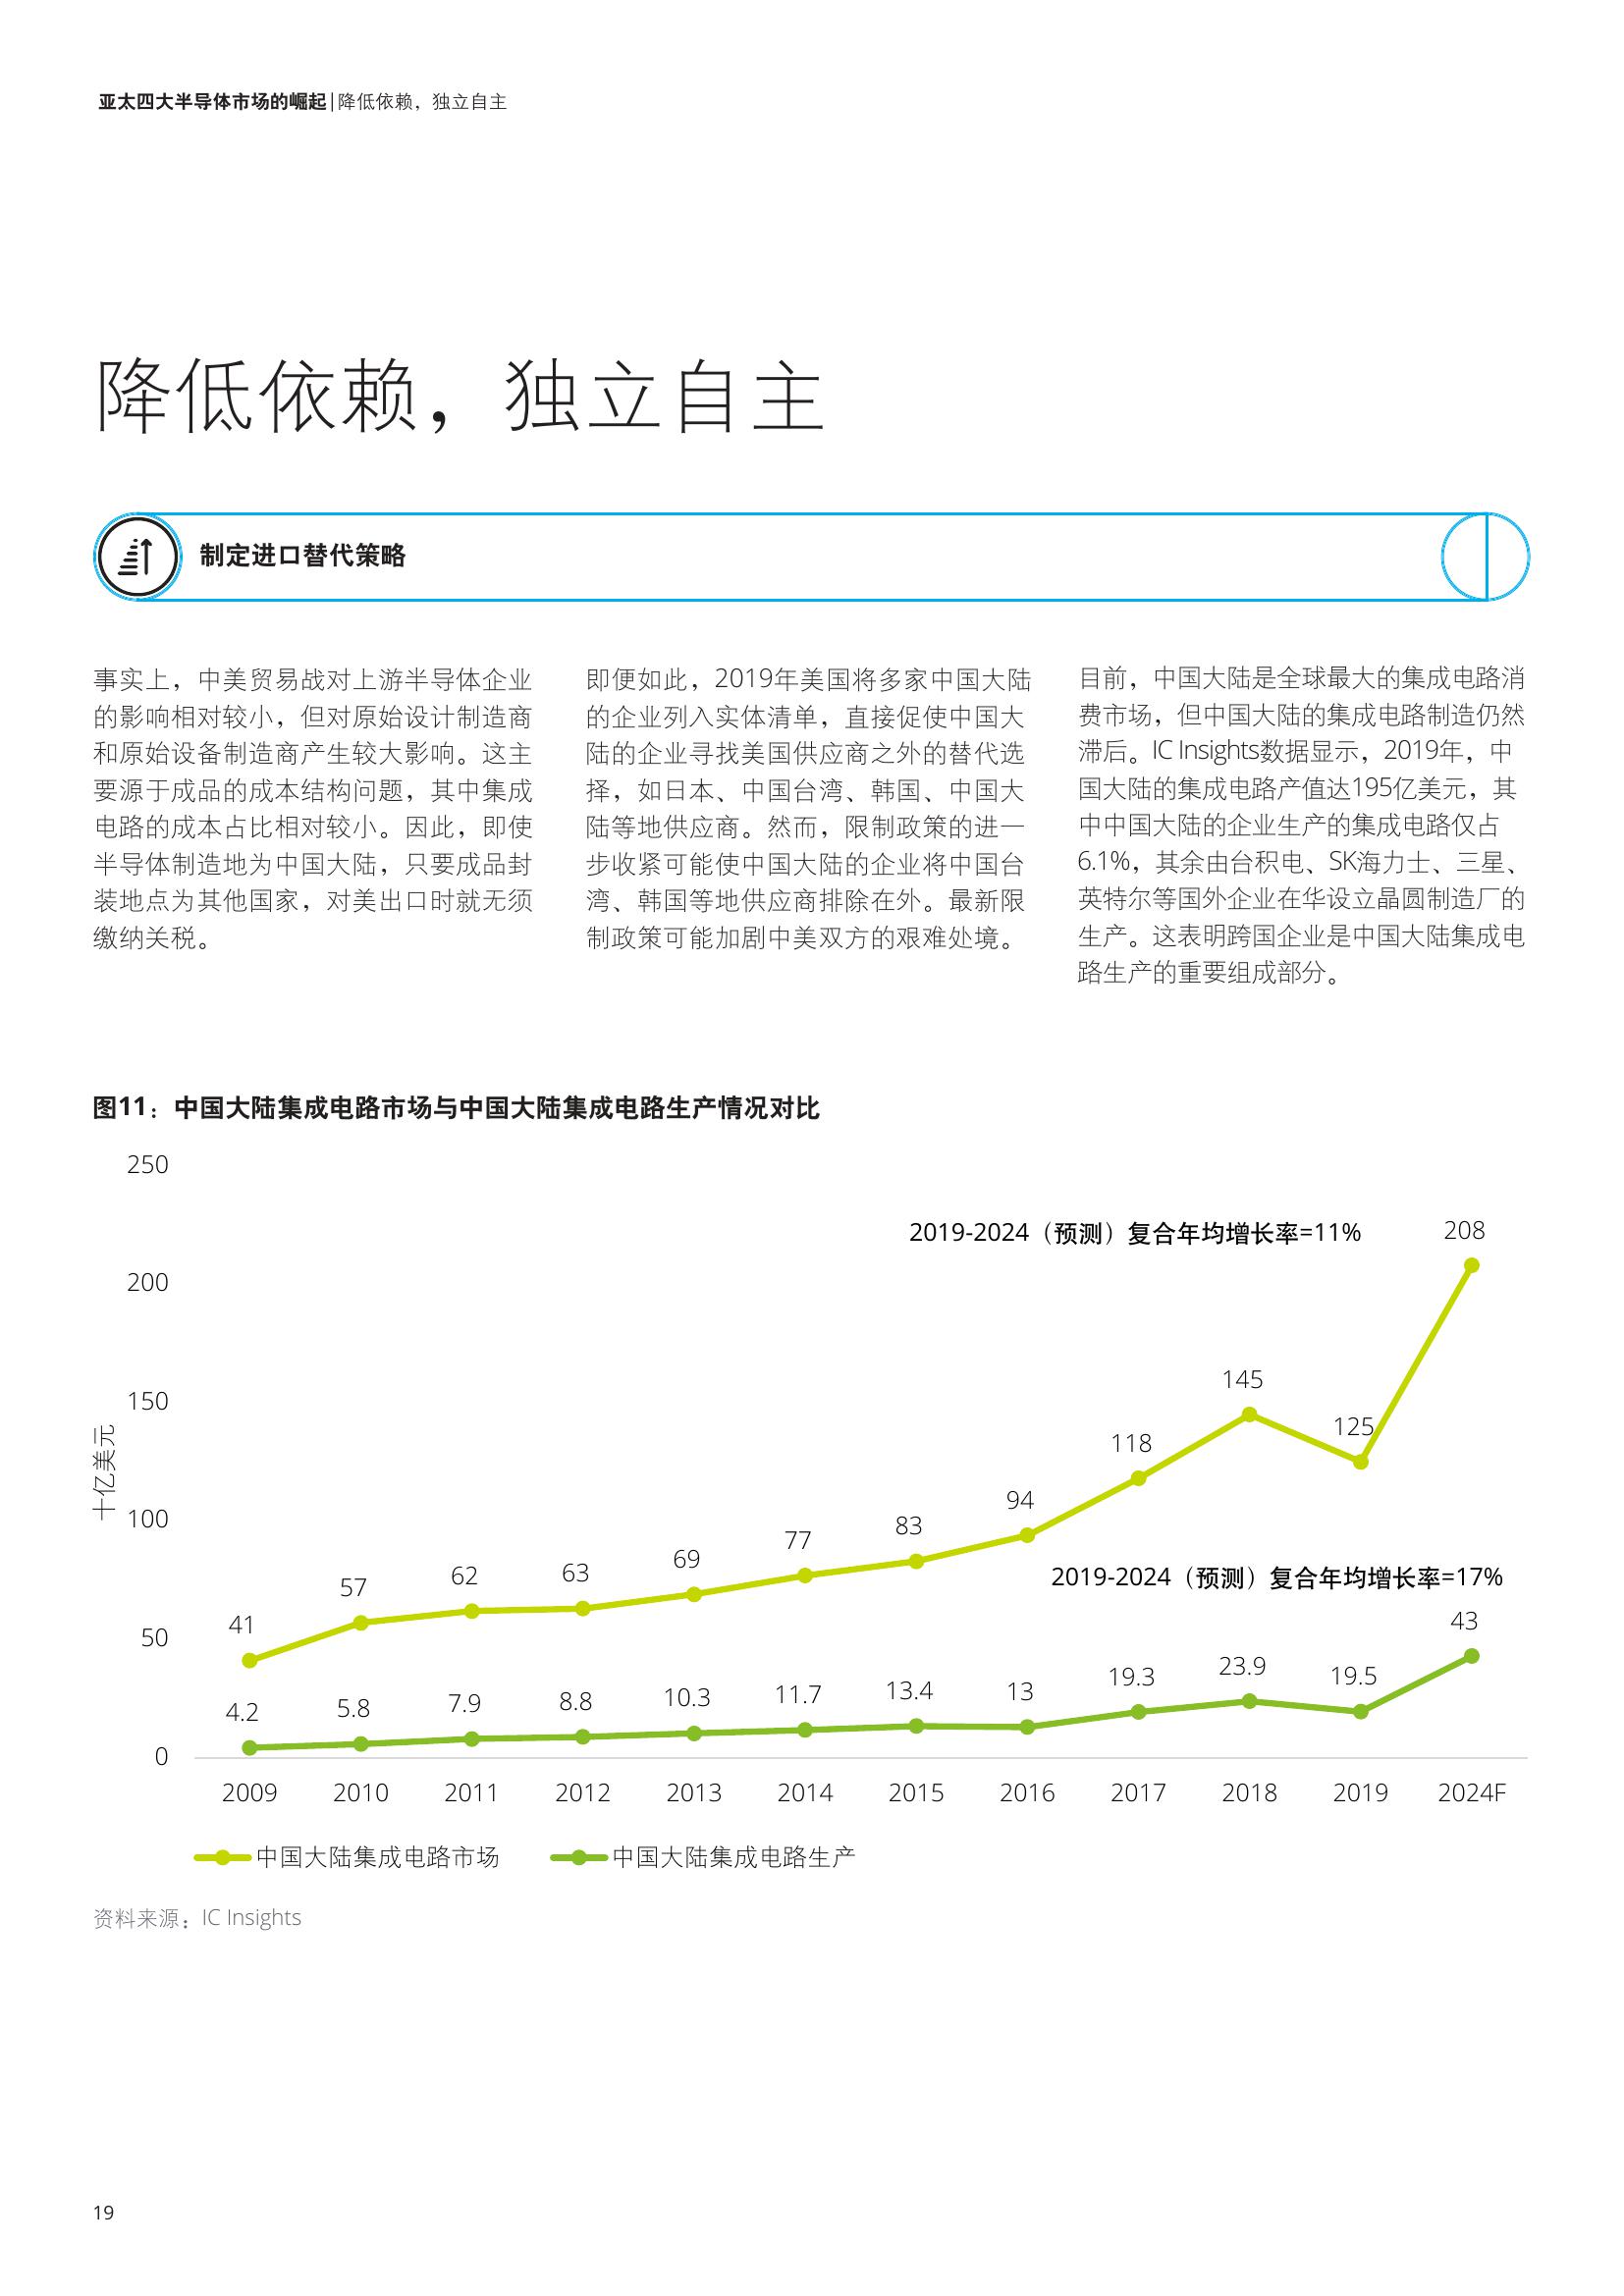 亚太四大半导体市场的崛起|降低依赖，独立自主
降低依赖，独立自主
制定进口替代策略
事实上，中美贸易战对上游半导体企业
的影响相对较小，但对原始设计制造商
和原始设备制造商产生较大影响。这主
要源于成品的成本结构问题，其中集成
电路的成本占比相对较小。因此，即使
半导体制造地为中国大陆，只要成品封
装地点为其他国家，对美出口时就无须
缴纳关税。
即便如此，2019年美国将多家中国大陆
的企业列入实体清单，直接促使中国大
陆的企业寻找美国供应商之外的替代选
择，如日本、中国台湾、韩国、中国大
陆等地供应商。然而，限制政策的进一
步收紧可能使中国大陆的企业将中国台
湾、韩国等地供应商排除在外。最新限
制政策可能加剧中美双方的艰难处境。
目前，中国大陆是全球最大的集成电路消
费市场，但中国大陆的集成电路制造仍然
滞后。IC Insights数据显示，2019年，中
国大陆的集成电路产值达195亿美元，其
中中国大陆的企业生产的集成电路仅占
6.1%，其余由台积电、SK海力士、三星、
英特尔等国外企业在华设立晶圆制造厂的
生产。这表明跨国企业是中国大陆集成电
路生产的重要组成部分。
图11：中国大陆集成电路市场与中国大陆集成电路生产情况对比
250
200
150
100
50
0
十亿美元
2019-2024（预测）复合年均增长率=11%
41
57
62
63
69
77
83
94
118
145
125
208
2019-2024（预测）复合年均增长率=17%
4.2
5.8
7.9
8.8
10.3
11.7
13.4
13
19.3
23.9
19.5
43
2009
2010
2011
2012
2013
2014
2015
2016
2017
2018
2019
2024F
中国大陆集成电路市场
中国大陆集成电路生产
资料来源：IC Insights
19